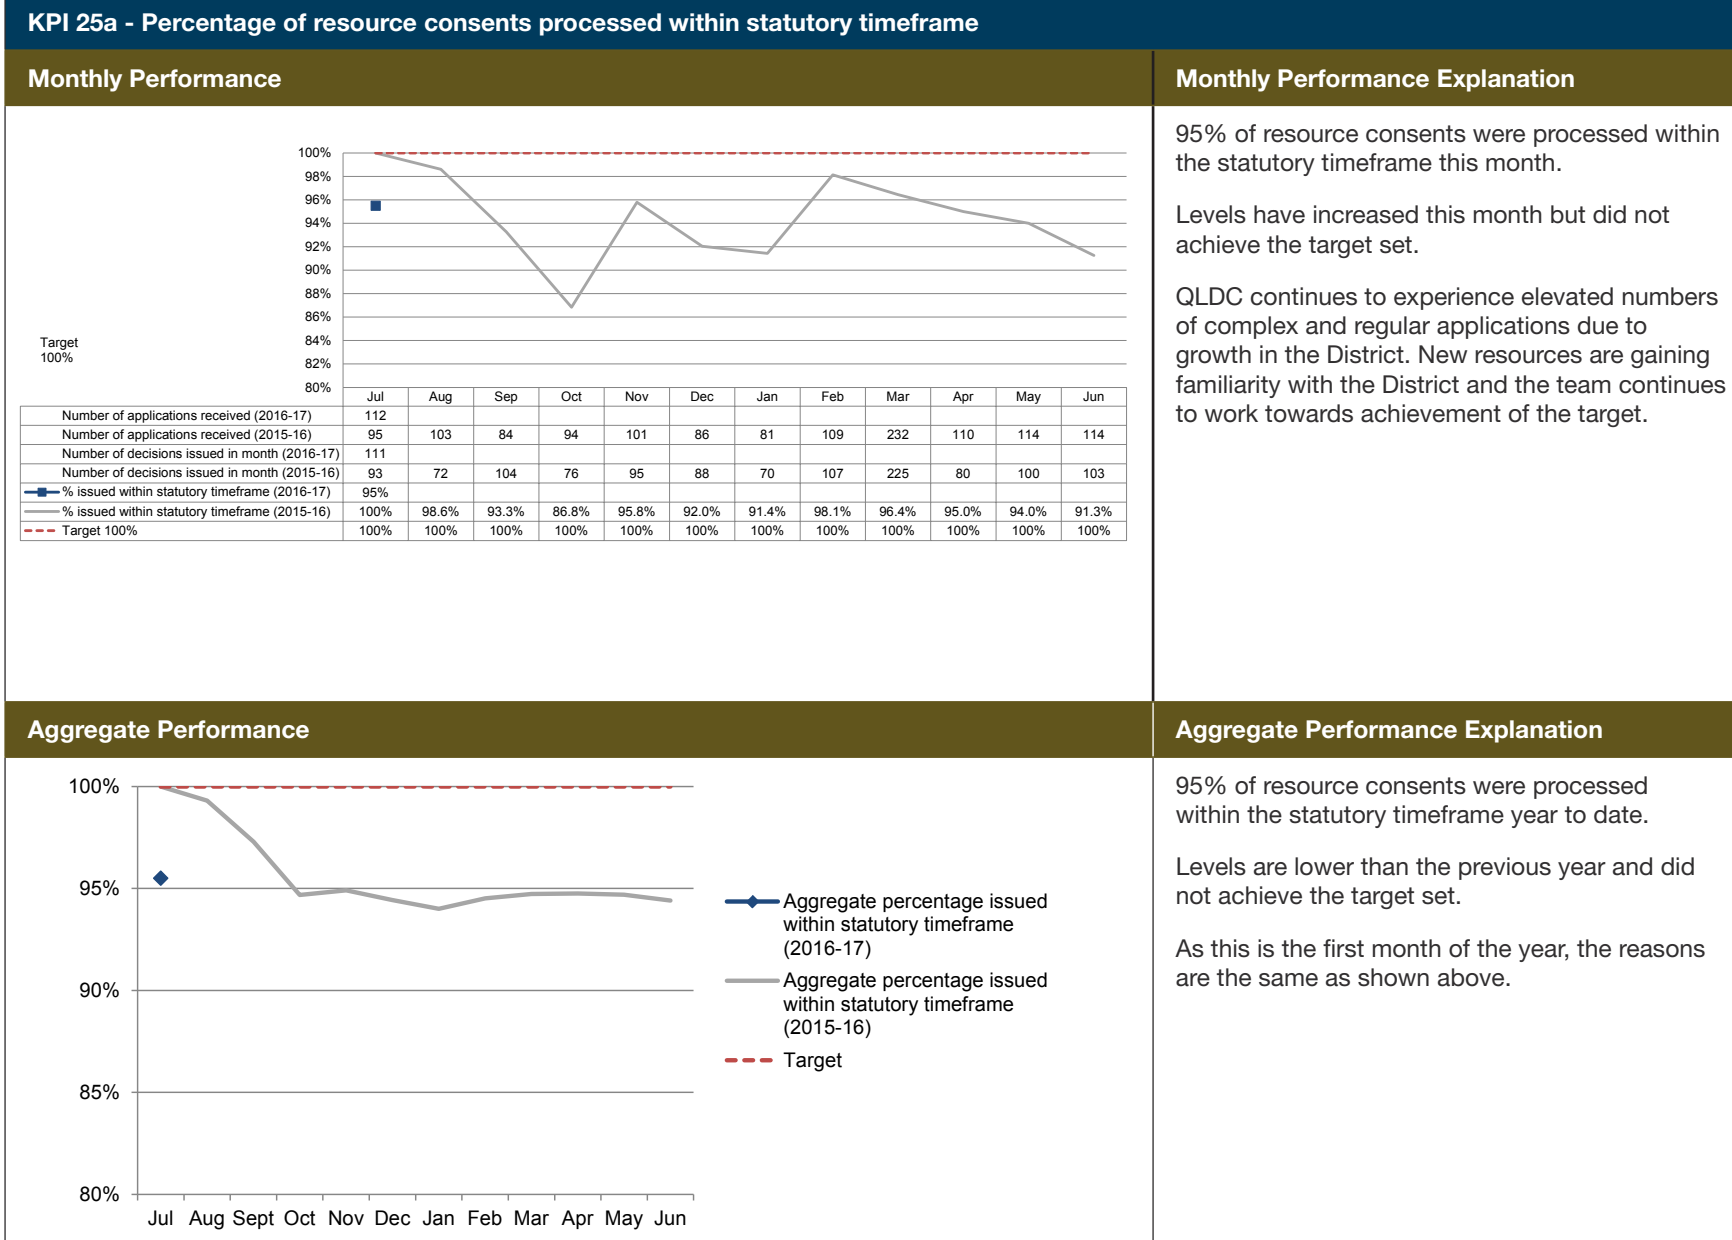 KPI 25a - Percentage of resource consents processed within statutory timeframe
Monthly Performance
Monthly Performance Explanation
100%
98%
96%
94%
92%
90%
88%
86%
84%
82%
80%
Target
100%
Jul Aug Sep Oct Nov Dec Jan Feb Mar Apr May Jun
Number of applications received (2016-17) 112
Number of applications received (2015-16) 95 103 84 94 101 86 81 109 232 110 114 114
Number of decisions issued in month (2016-17) 111
Number of decisions issued in month (2015-16) 93 72 104 76 95 88 70 107 225 80 100 103
% issued within statutory timeframe (2016-17) 95%
% issued within statutory timeframe (2015-16) 100% 98.6% 93.3% 86.8% 95.8% 92.0% 91.4% 98.1% 96.4% 95.0% 94.0% 91.3%
Target 100% 100% 100% 100% 100% 100% 100% 100% 100% 100% 100% 100% 100%
95% of resource consents were processed within
the statutory timeframe this month.
Levels have increased this month but did not
achieve the target set.
QLDC continues to experience elevated numbers
of complex and regular applications due to
growth in the District. New resources are gaining
familiarity with the District and the team continues
to work towards achievement of the target.
Aggregate Performance
Aggregate Performance Explanation
100%
95%
90%
85%
80%
Jul Aug Sept Oct Nov Dec Jan Feb Mar Apr May Jun
Aggregate percentage issued
within statutory timeframe
(2016-17)
Aggregate percentage issued
within statutory timeframe
(2015-16)
Target
95% of resource consents were processed
within the statutory timeframe year to date.
Levels are lower than the previous year and did
not achieve the target set.
As this is the first month of the year, the reasons
are the same as shown above.